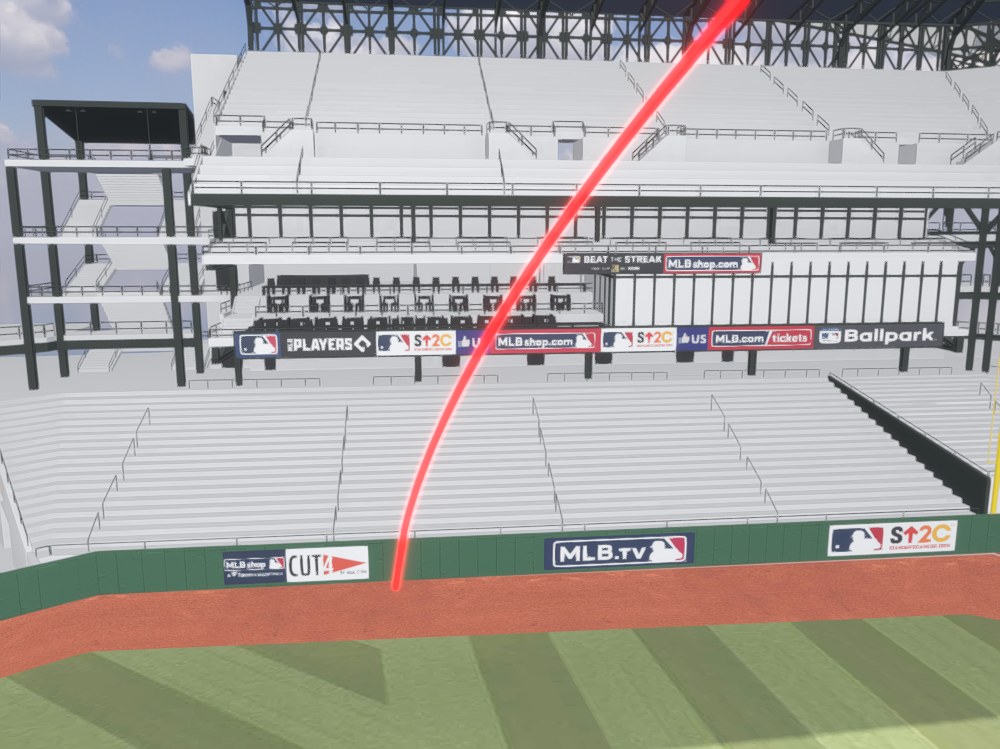 BEAT THE STREAK
MLBshop.com
THE PLAYERS
S↑2C
US
MLBshop.com
S↑2C
US
MLB.com/tickets
Ballpark
MLB shop
CUT4
MLB.TV
S↑2C